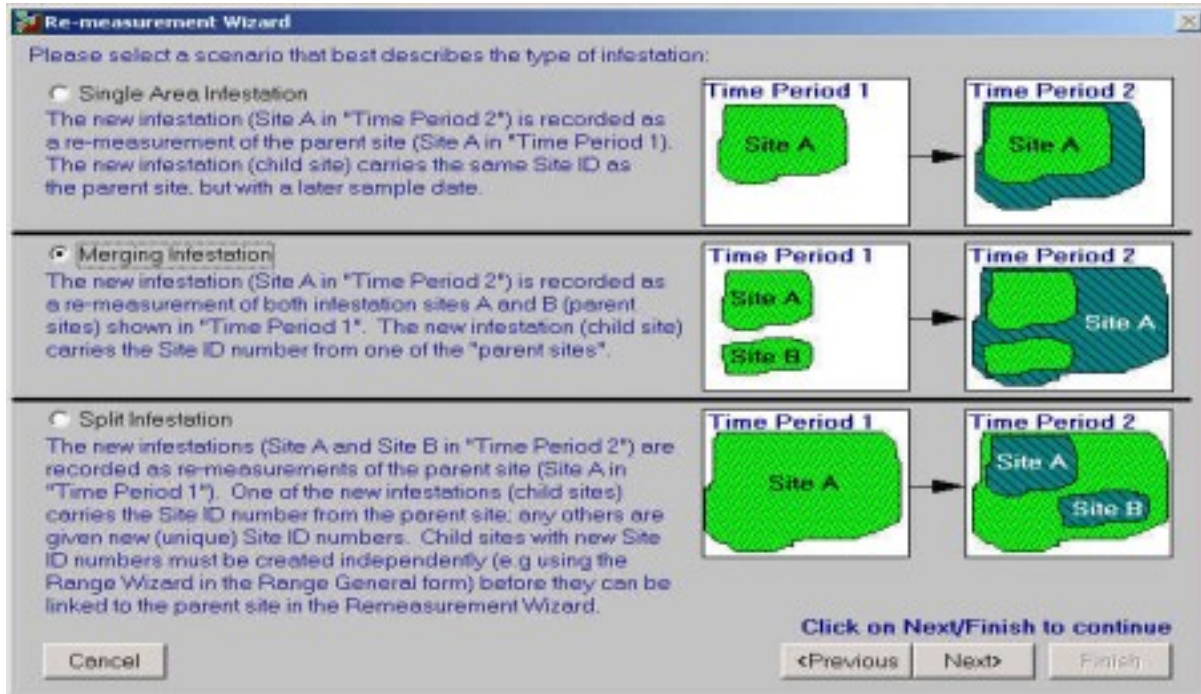 Re-measurement Wizard
Please select a scenario that best describes the type of infestation:
Single Area Infestation
The new infestation (Site A in "Time Period 2") is recorded as
a re-measurement of the parent site (Site A in "Time Period 1).
The new infestation (child site) carries the same Site ID as
the parent site, but with a later sample date.
Time Period 1
Site A
Time Period 2
Site A
Merging Infestation
The new infestation (Site A in "Time Period 2") is recorded as
a re-measurement of both infestation sites A and B (parent
sites) shown in "Time Period 1". The new infestation (child site)
carries the Site ID number from one of the "parent sites".
Time Period 1
Site A
Site B
Time Period 2
Site A
Split Infestation
The new infestations (Site A and Site B in "Time Period 2") are
recorded as re-measurements of the parent site (Site A in
"Time Period 1"). One of the new infestations (child sites)
carries the Site ID number from the parent site; any others are
given new (unique) Site ID numbers. Child sites with new Site
ID numbers must be created independently (e.g using the
Range Wizard in the Range General form) before they can be
linked to the parent site in the Remeasurement Wizard.
Time Period 1
Site A
Time Period 2
Site A
Site B
Click on Next/Finish to continue
Cancel
<Previous
Next>
Finish